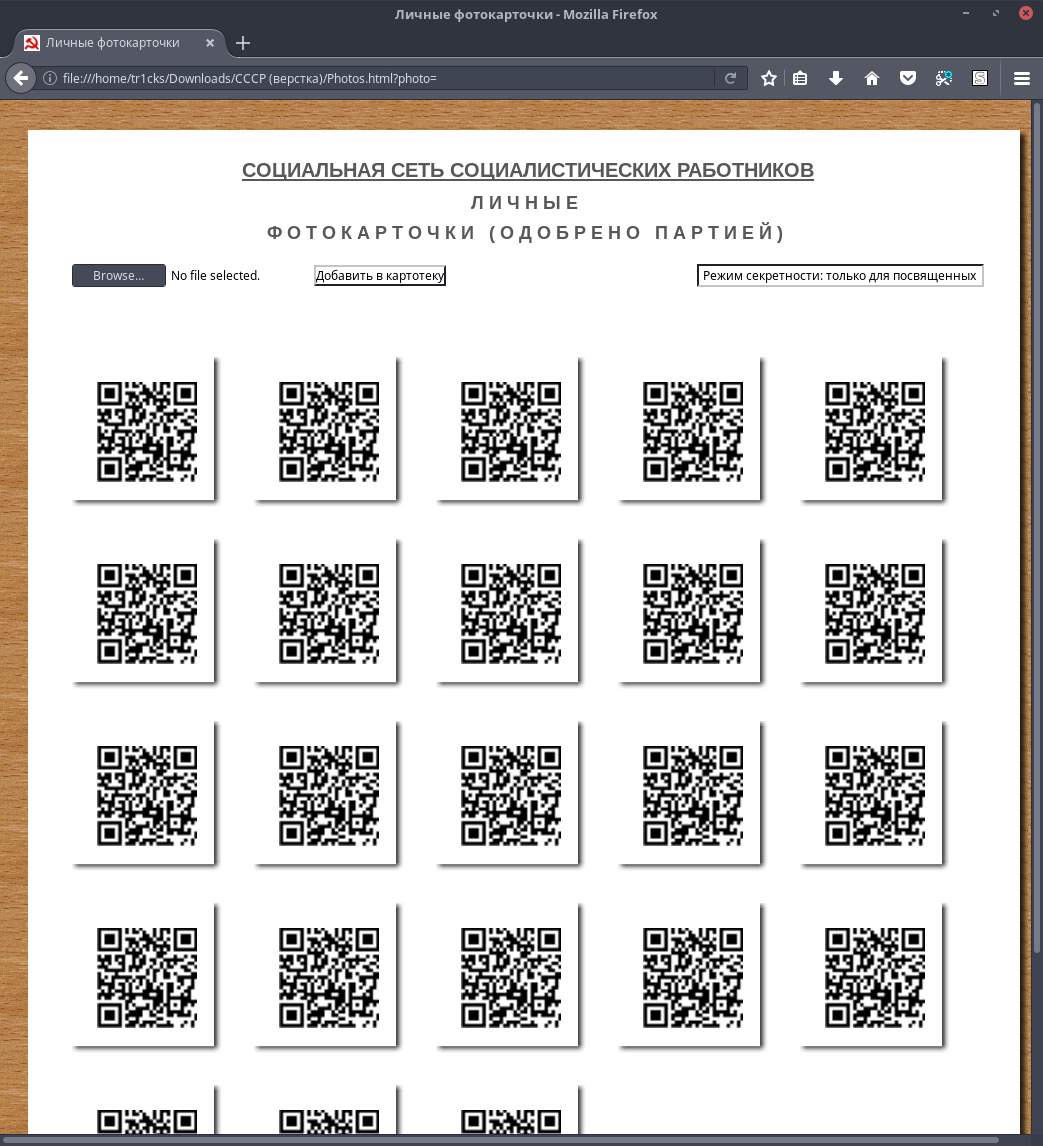 Личные фотокарточки - Mozilla Firefox
Личные фотокарточки
file:///home/tr1cks/Downloads/СССР (верстка)/Photos.html?photo=
СОЦИАЛЬНАЯ СЕТЬ СОЦИАЛИСТИЧЕСКИХ РАБОТНИКОВ
ЛИЧНЫЕ
ФОТОКАРТОЧКИ (ОДОБРЕНО ПАРТИЕЙ)
Browse... No file selected. Добавить в картотеку Режим секретности: только для посвященных